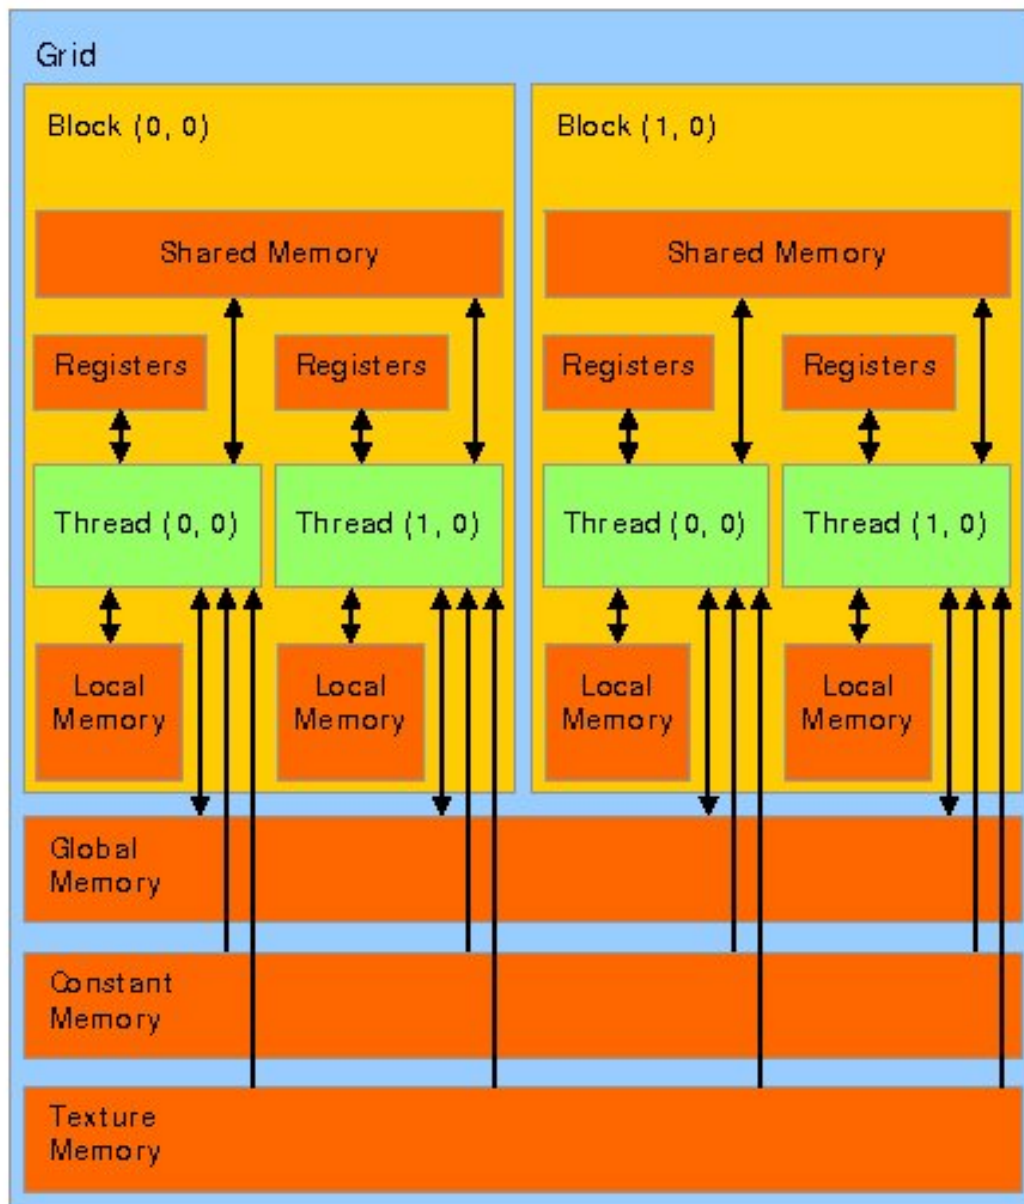 Grid
Block (0, 0)
Block (1, 0)
Shared Memory
Shared Memory
Registers
Registers
Registers
Registers
Thread (0, 0)
Thread (1, 0)
Thread (0, 0)
Thread (1, 0)
Local
Memory
Local
Memory
Local
Memory
Local
Memory
Global
Memory
Constant
Memory
Texture
Memory